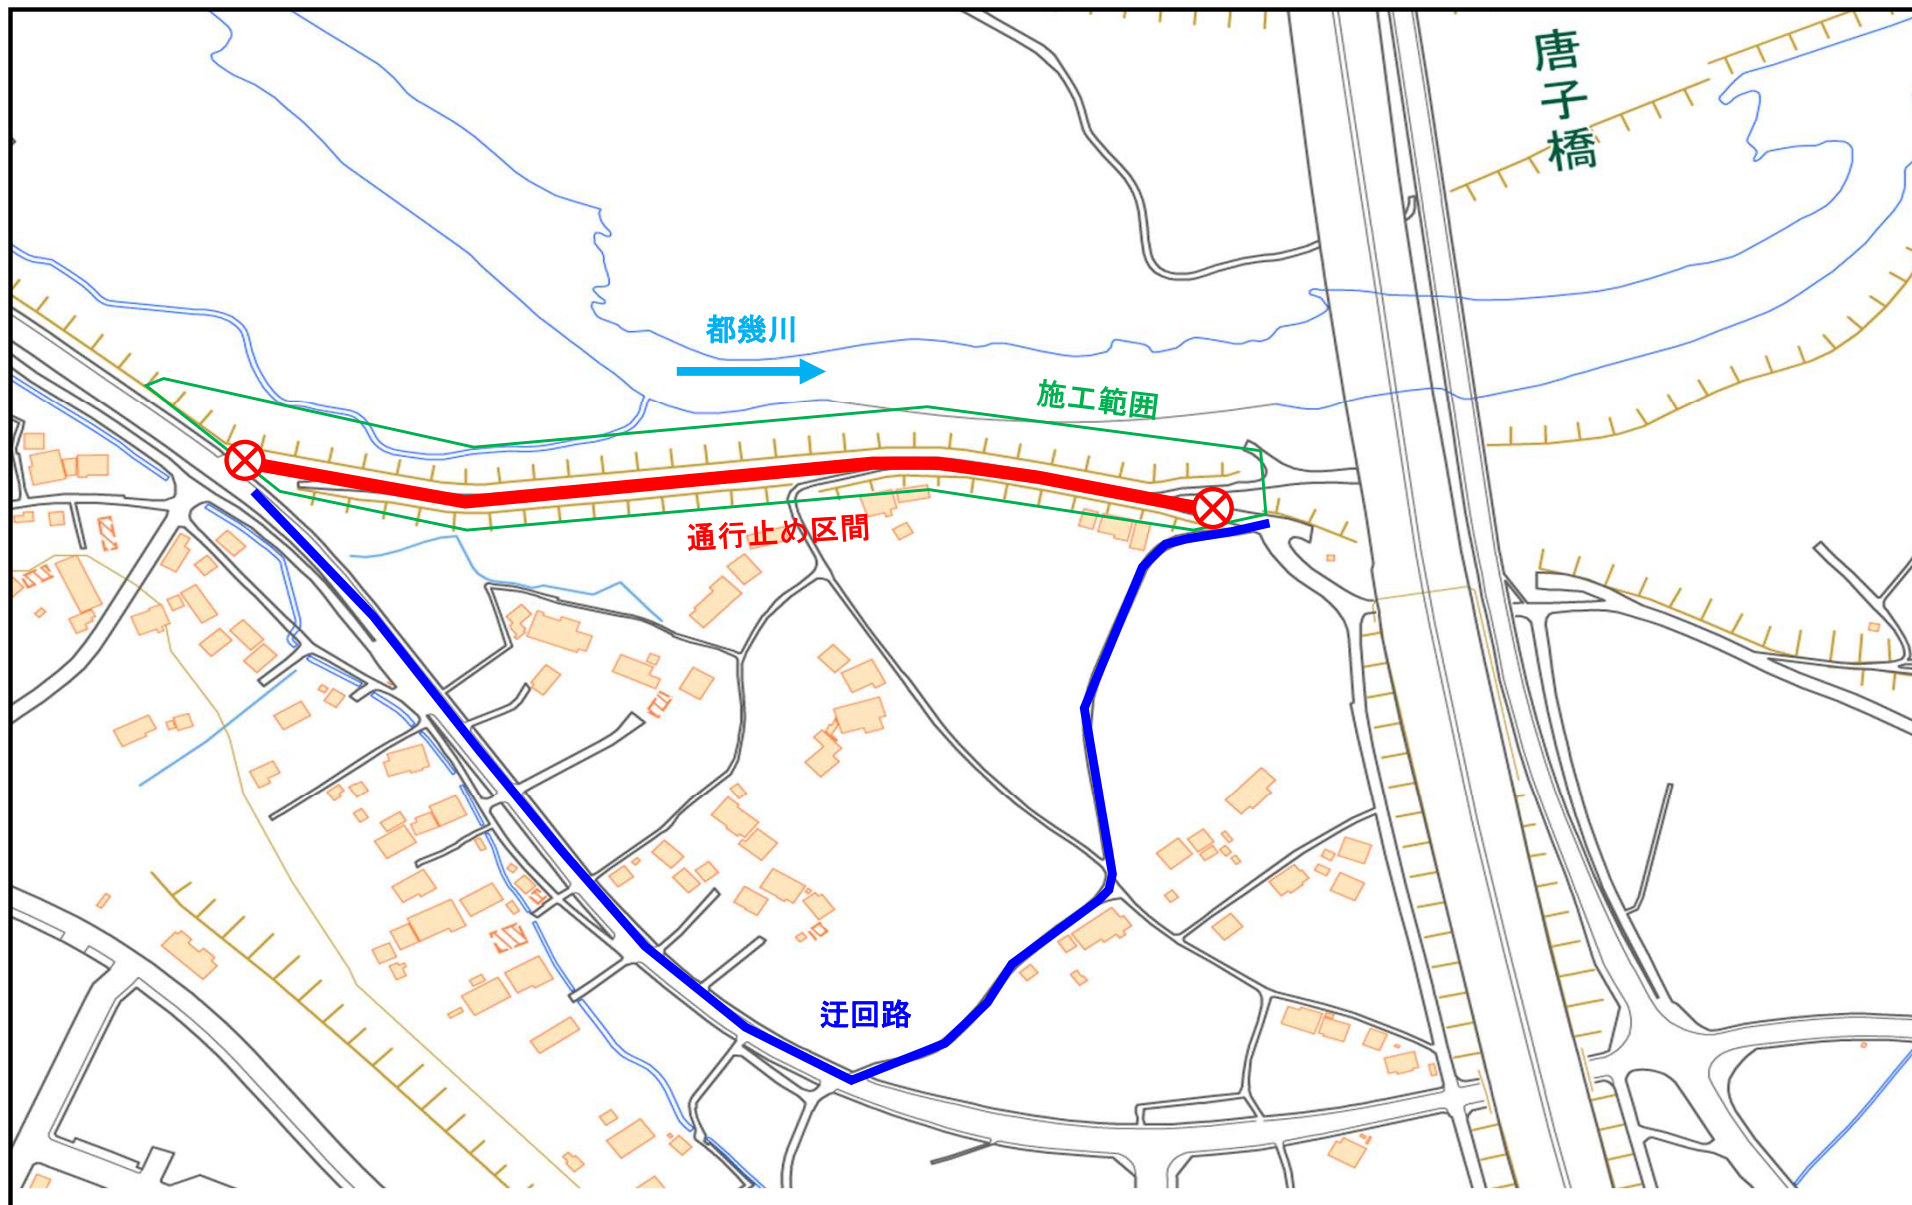 唐子橋
都幾川
施工範囲
通行止め区間
迂回路